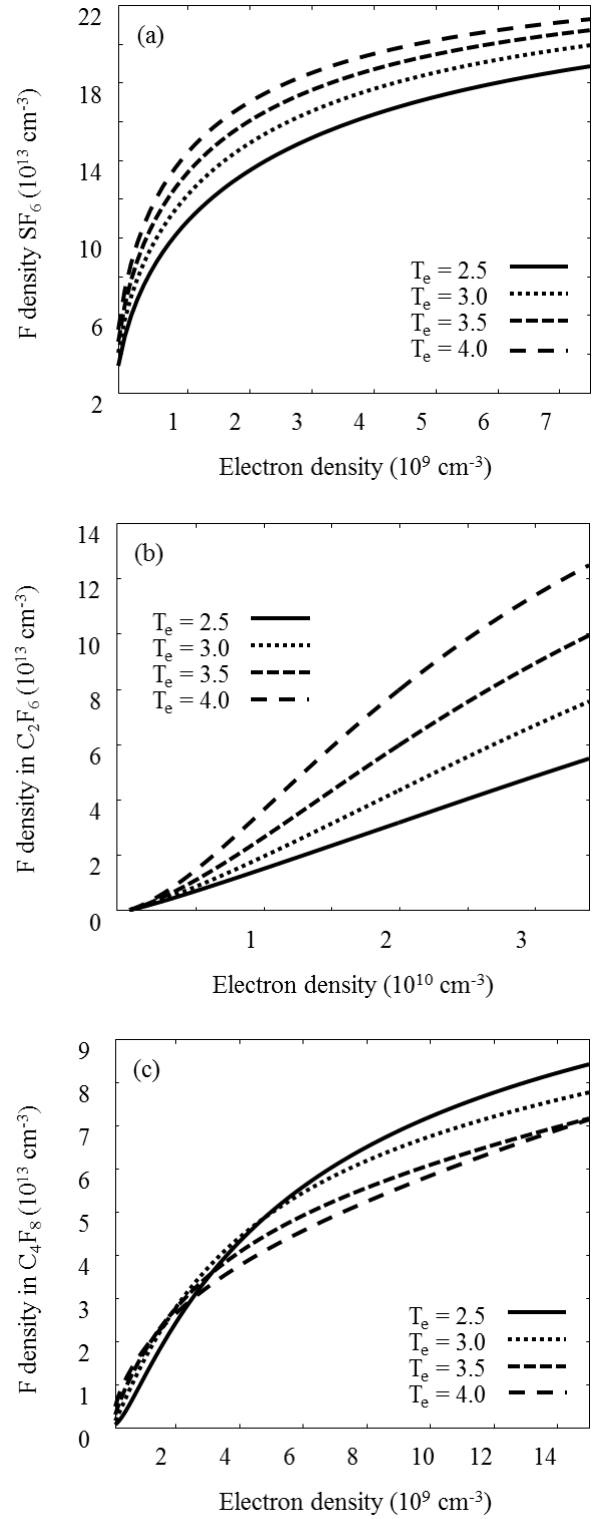 (a)
22
18
14
10
6
2
F density SF6 (10^13 cm^-3)
Te = 2.5
Te = 3.0
Te = 3.5
Te = 4.0
1 2 3 4 5 6 7
Electron density (10^9 cm^-3)
(b)
14
12
10
8
6
4
2
0
F density in C2F6 (10^13 cm^-3)
Te = 2.5
Te = 3.0
Te = 3.5
Te = 4.0
1 2 3
Electron density (10^10 cm^-3)
(c)
9
8
7
6
5
4
3
2
1
0
F density in C4F8 (10^13 cm^-3)
Te = 2.5
Te = 3.0
Te = 3.5
Te = 4.0
2 4 6 8 10 12 14
Electron density (10^9 cm^-3)